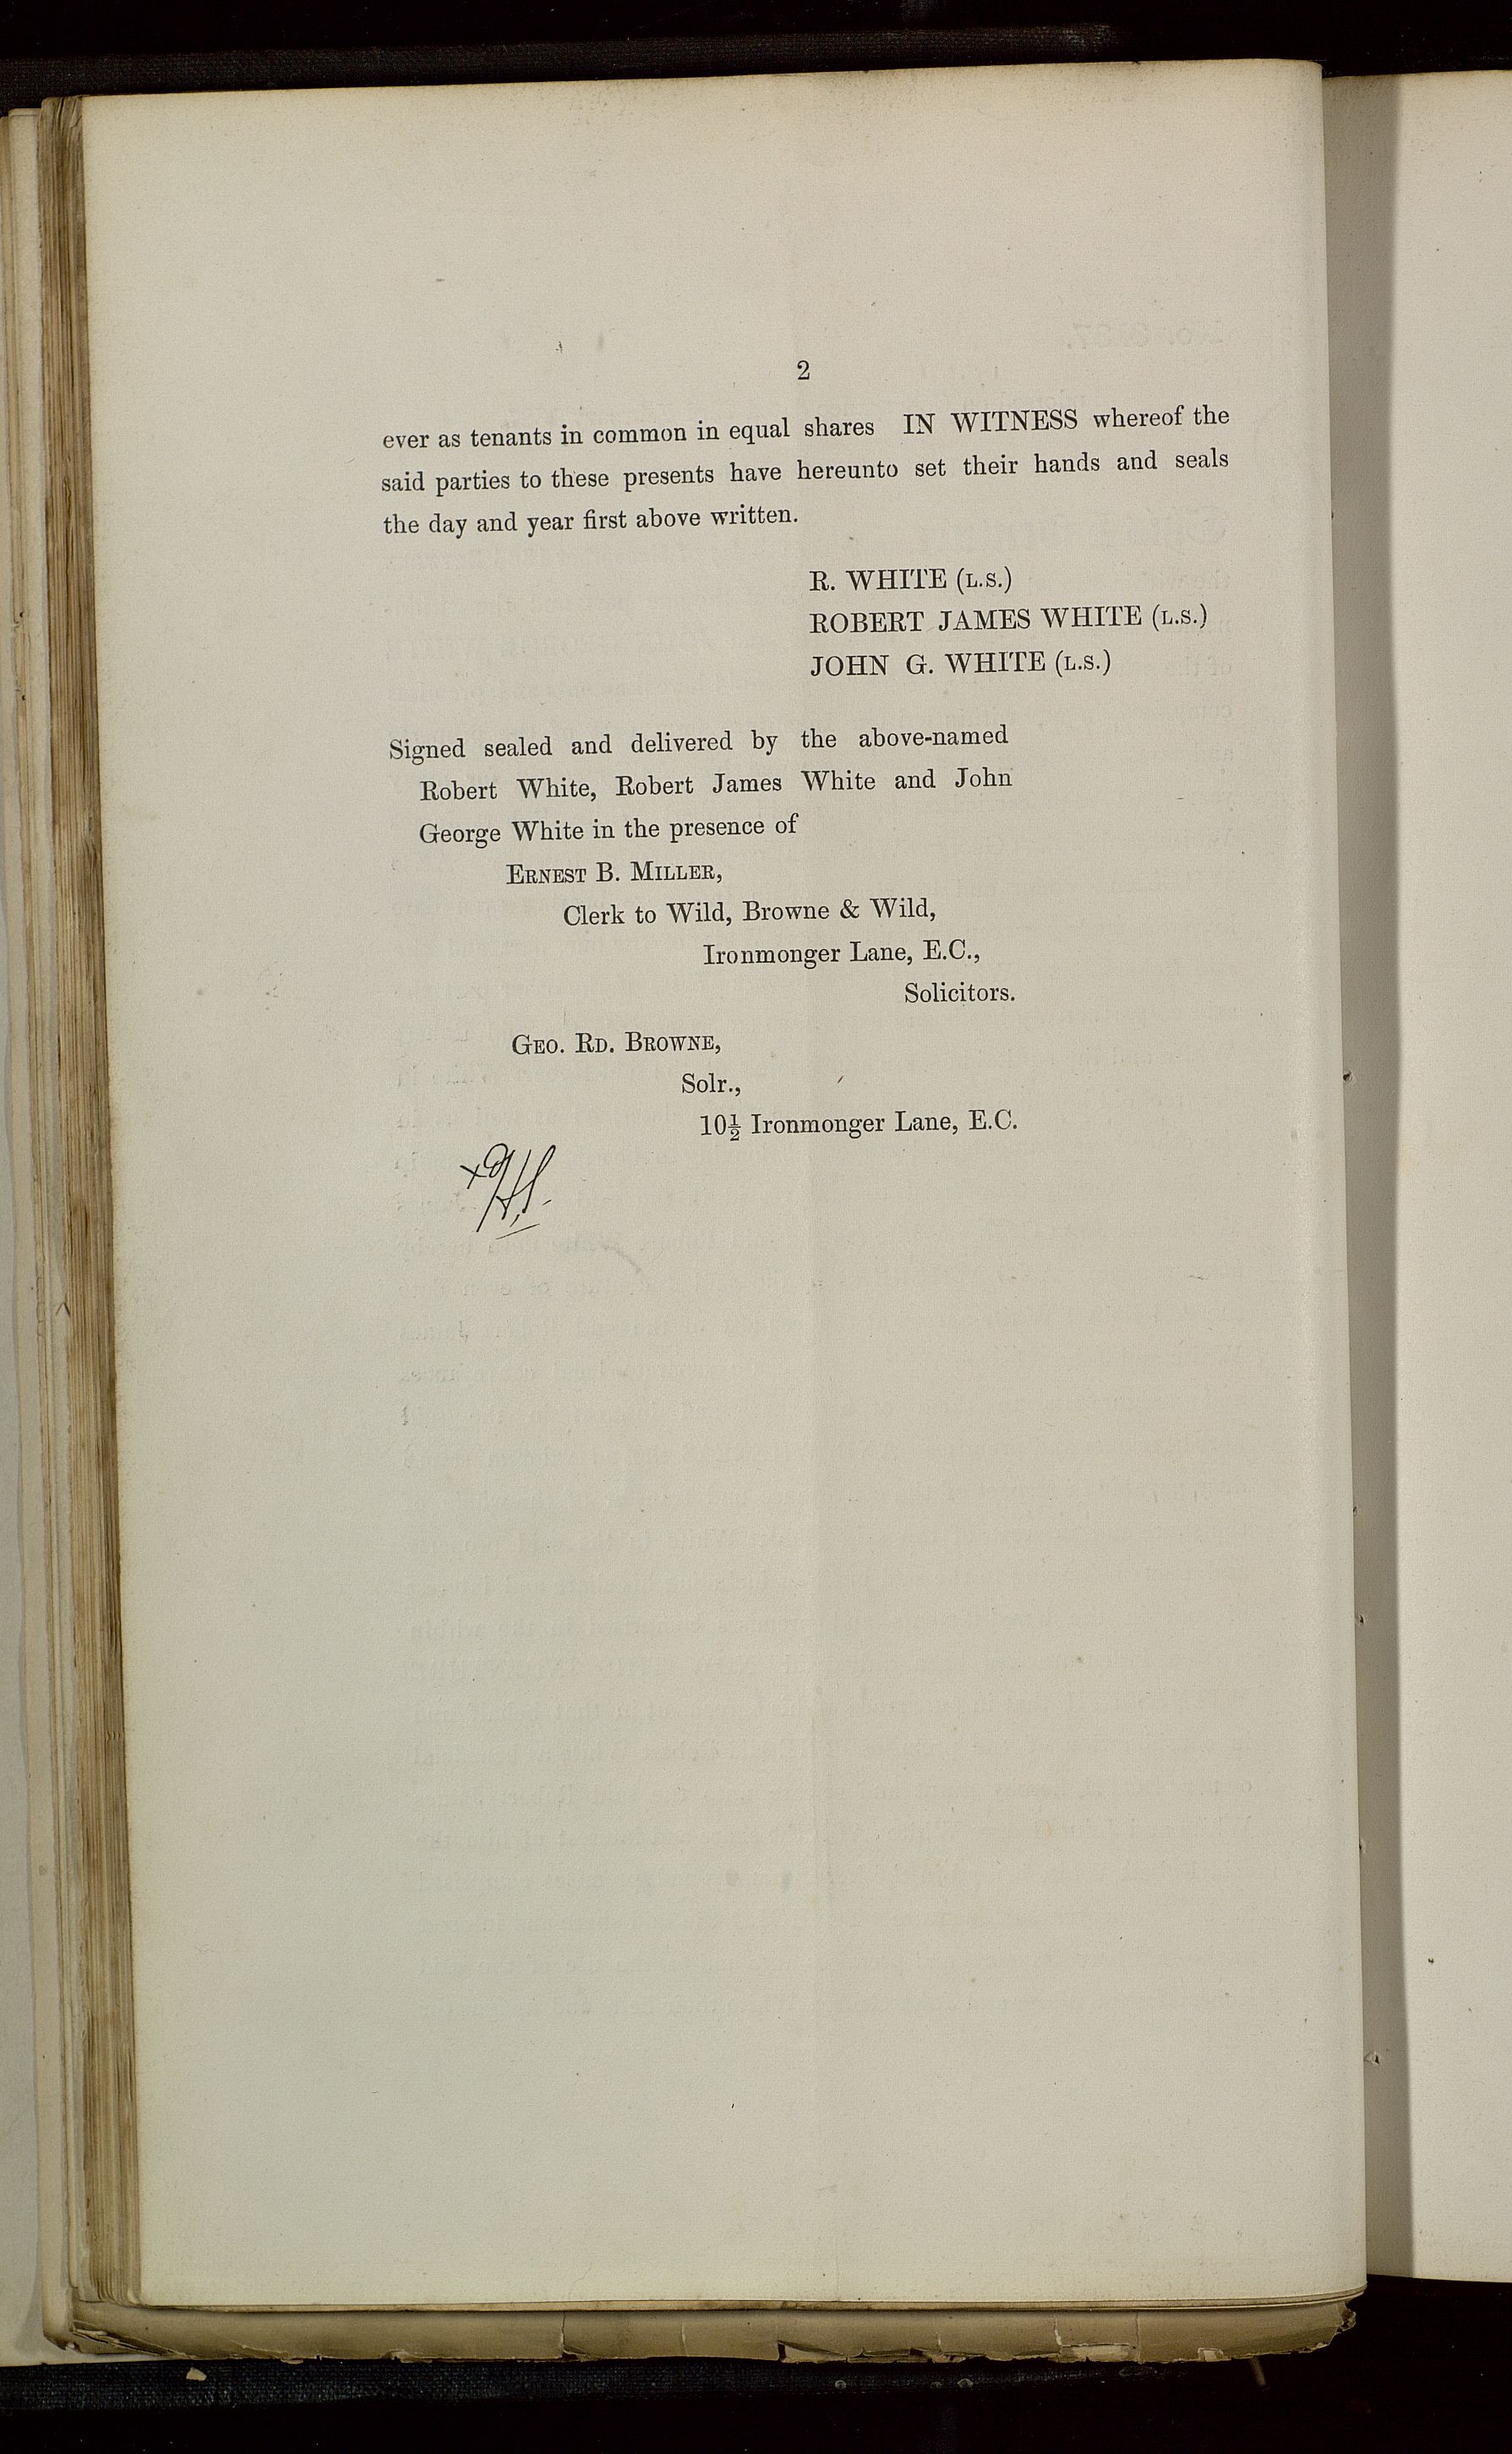 2
ever as tenants in common in equal shares IN WITNESS whereof the
said parties to these presents have hereunto set their hands and seals
the day and year first above written.
R. WHITE (L.S.)
ROBERT JAMES WHITE (L.S.)
JOHN G. WHITE (L.S.)
Signed sealed and delivered by the above-named
Robert White, Robert James White and John
George White in the presence of
ERNEST B. MILLER,
Clerk to Wild, Browne & Wild,
Ironmonger Lane, E.C.,
Solicitors.
GEO. RD. BROWNE,
Solr.,
10½ Ironmonger Lane, E.C.